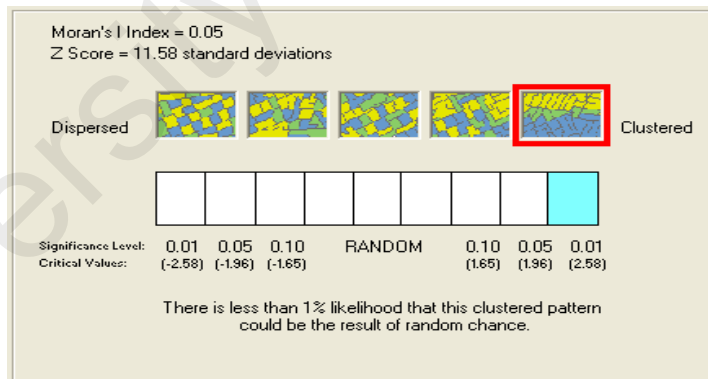 Moran's I Index = 0.05
Z Score = 11.58 standard deviations
Dispersed
Clustered
Significance Level: 0.01 0.05 0.10 RANDOM 0.10 0.05 0.01
Critical Values: (-2.58) (-1.96) (-1.65) (1.65) (1.96) (2.58)
There is less than 1% likelihood that this clustered pattern
could be the result of random chance.